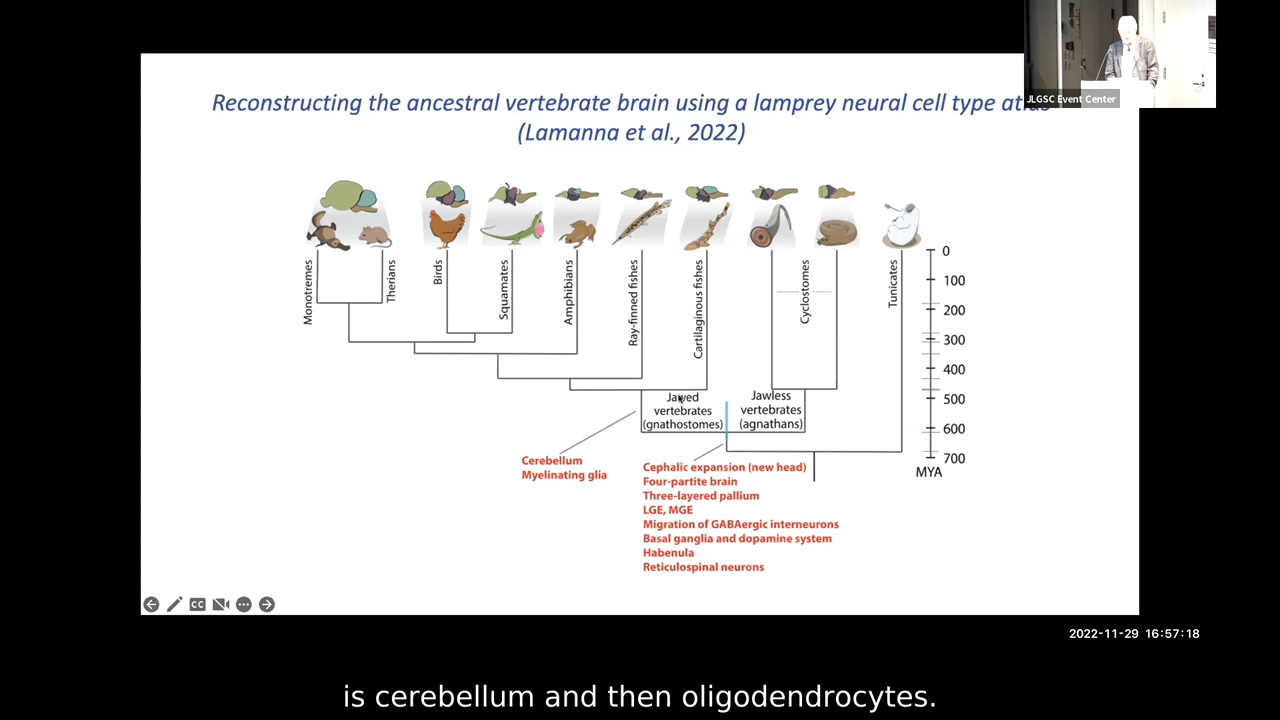 JLGSC Event Center
Reconstructing the ancestral vertebrate brain using a lamprey neural cell type atlas
(Lamanna et al., 2022)
Monotremes
Therians
Birds
Squamates
Amphibians
Ray-finned fishes
Cartilaginous fishes
Cyclostomes
Tunicates
0
100
200
300
400
500
600
700
MYA
Jawed
vertebrates
(gnathostomes)
Jawless
vertebrates
(agnathans)
Cerebellum
Myelinating glia
Cephalic expansion (new head)
Four-partite brain
Three-layered pallium
LGE, MGE
Migration of GABAergic interneurons
Basal ganglia and dopamine system
Habenula
Reticulospinal neurons
CC
2022-11-29 16:57:18
is cerebellum and then oligodendrocytes.